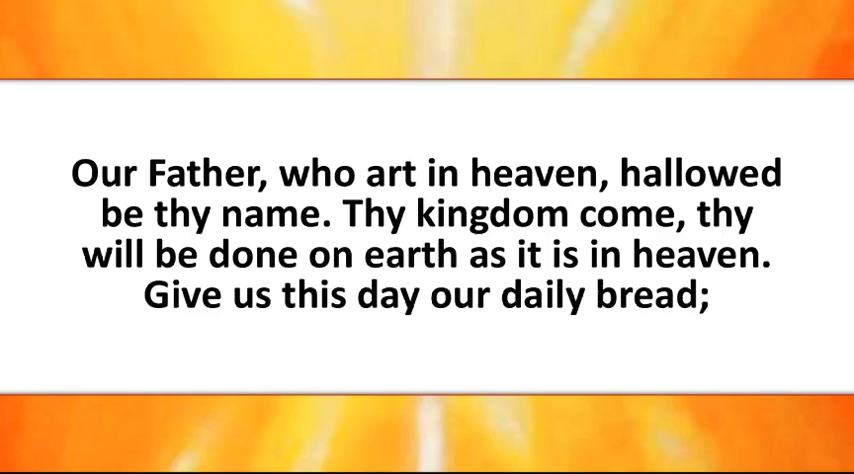 Our Father, who art in heaven, hallowed
be thy name. Thy kingdom come, thy
will be done on earth as it is in heaven.
Give us this day our daily bread;